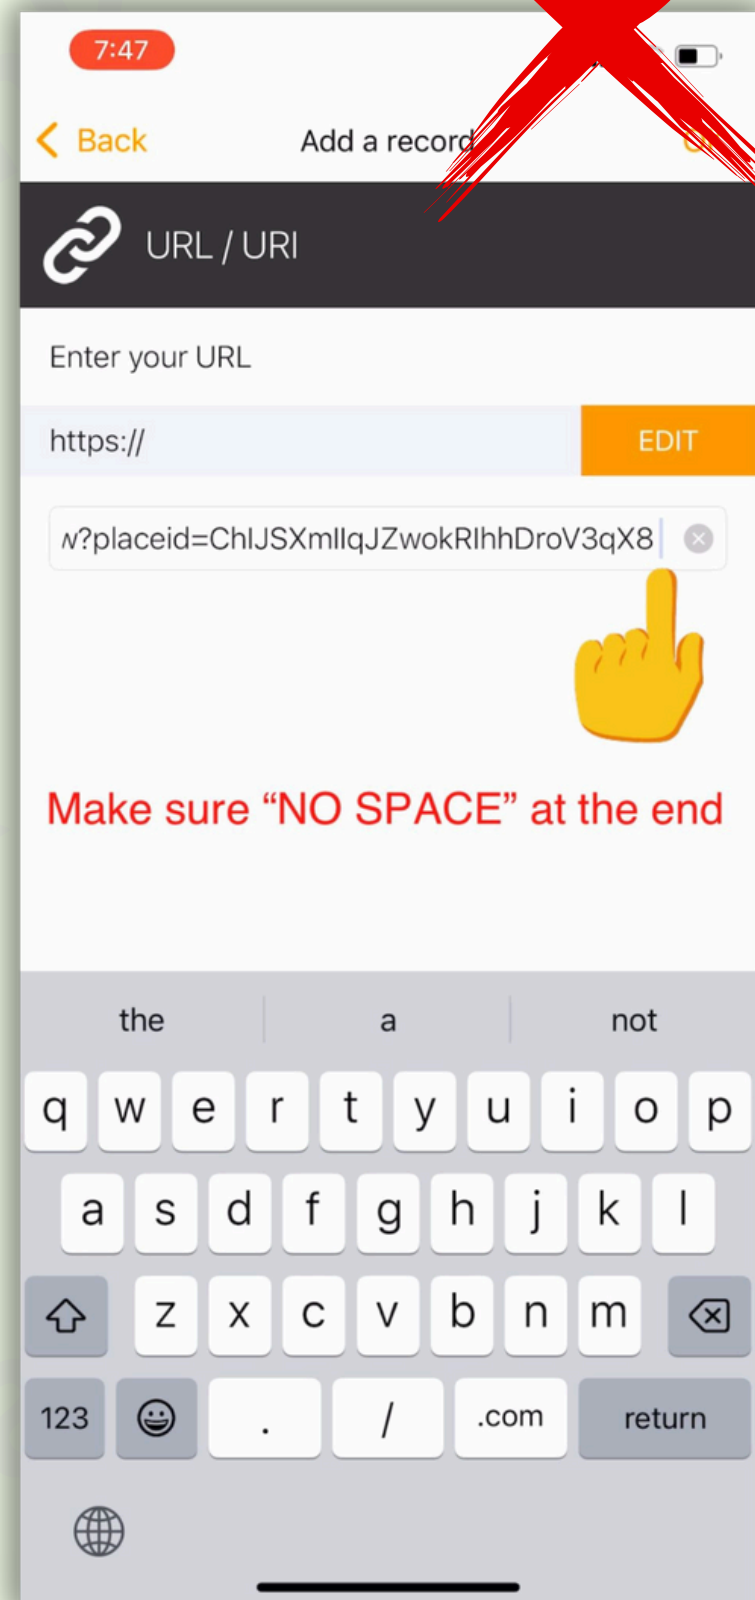 7:47
Back
Add a record
URL / URI
Enter your URL
https://
EDIT
?placeid=ChIJSXmIIqJZwokRIhhDroV3qX8
Make sure “NO SPACE” at the end
the a not
q w e r t y u i o p
a s d f g h j k l
z x c v b n m
123 . / .com return